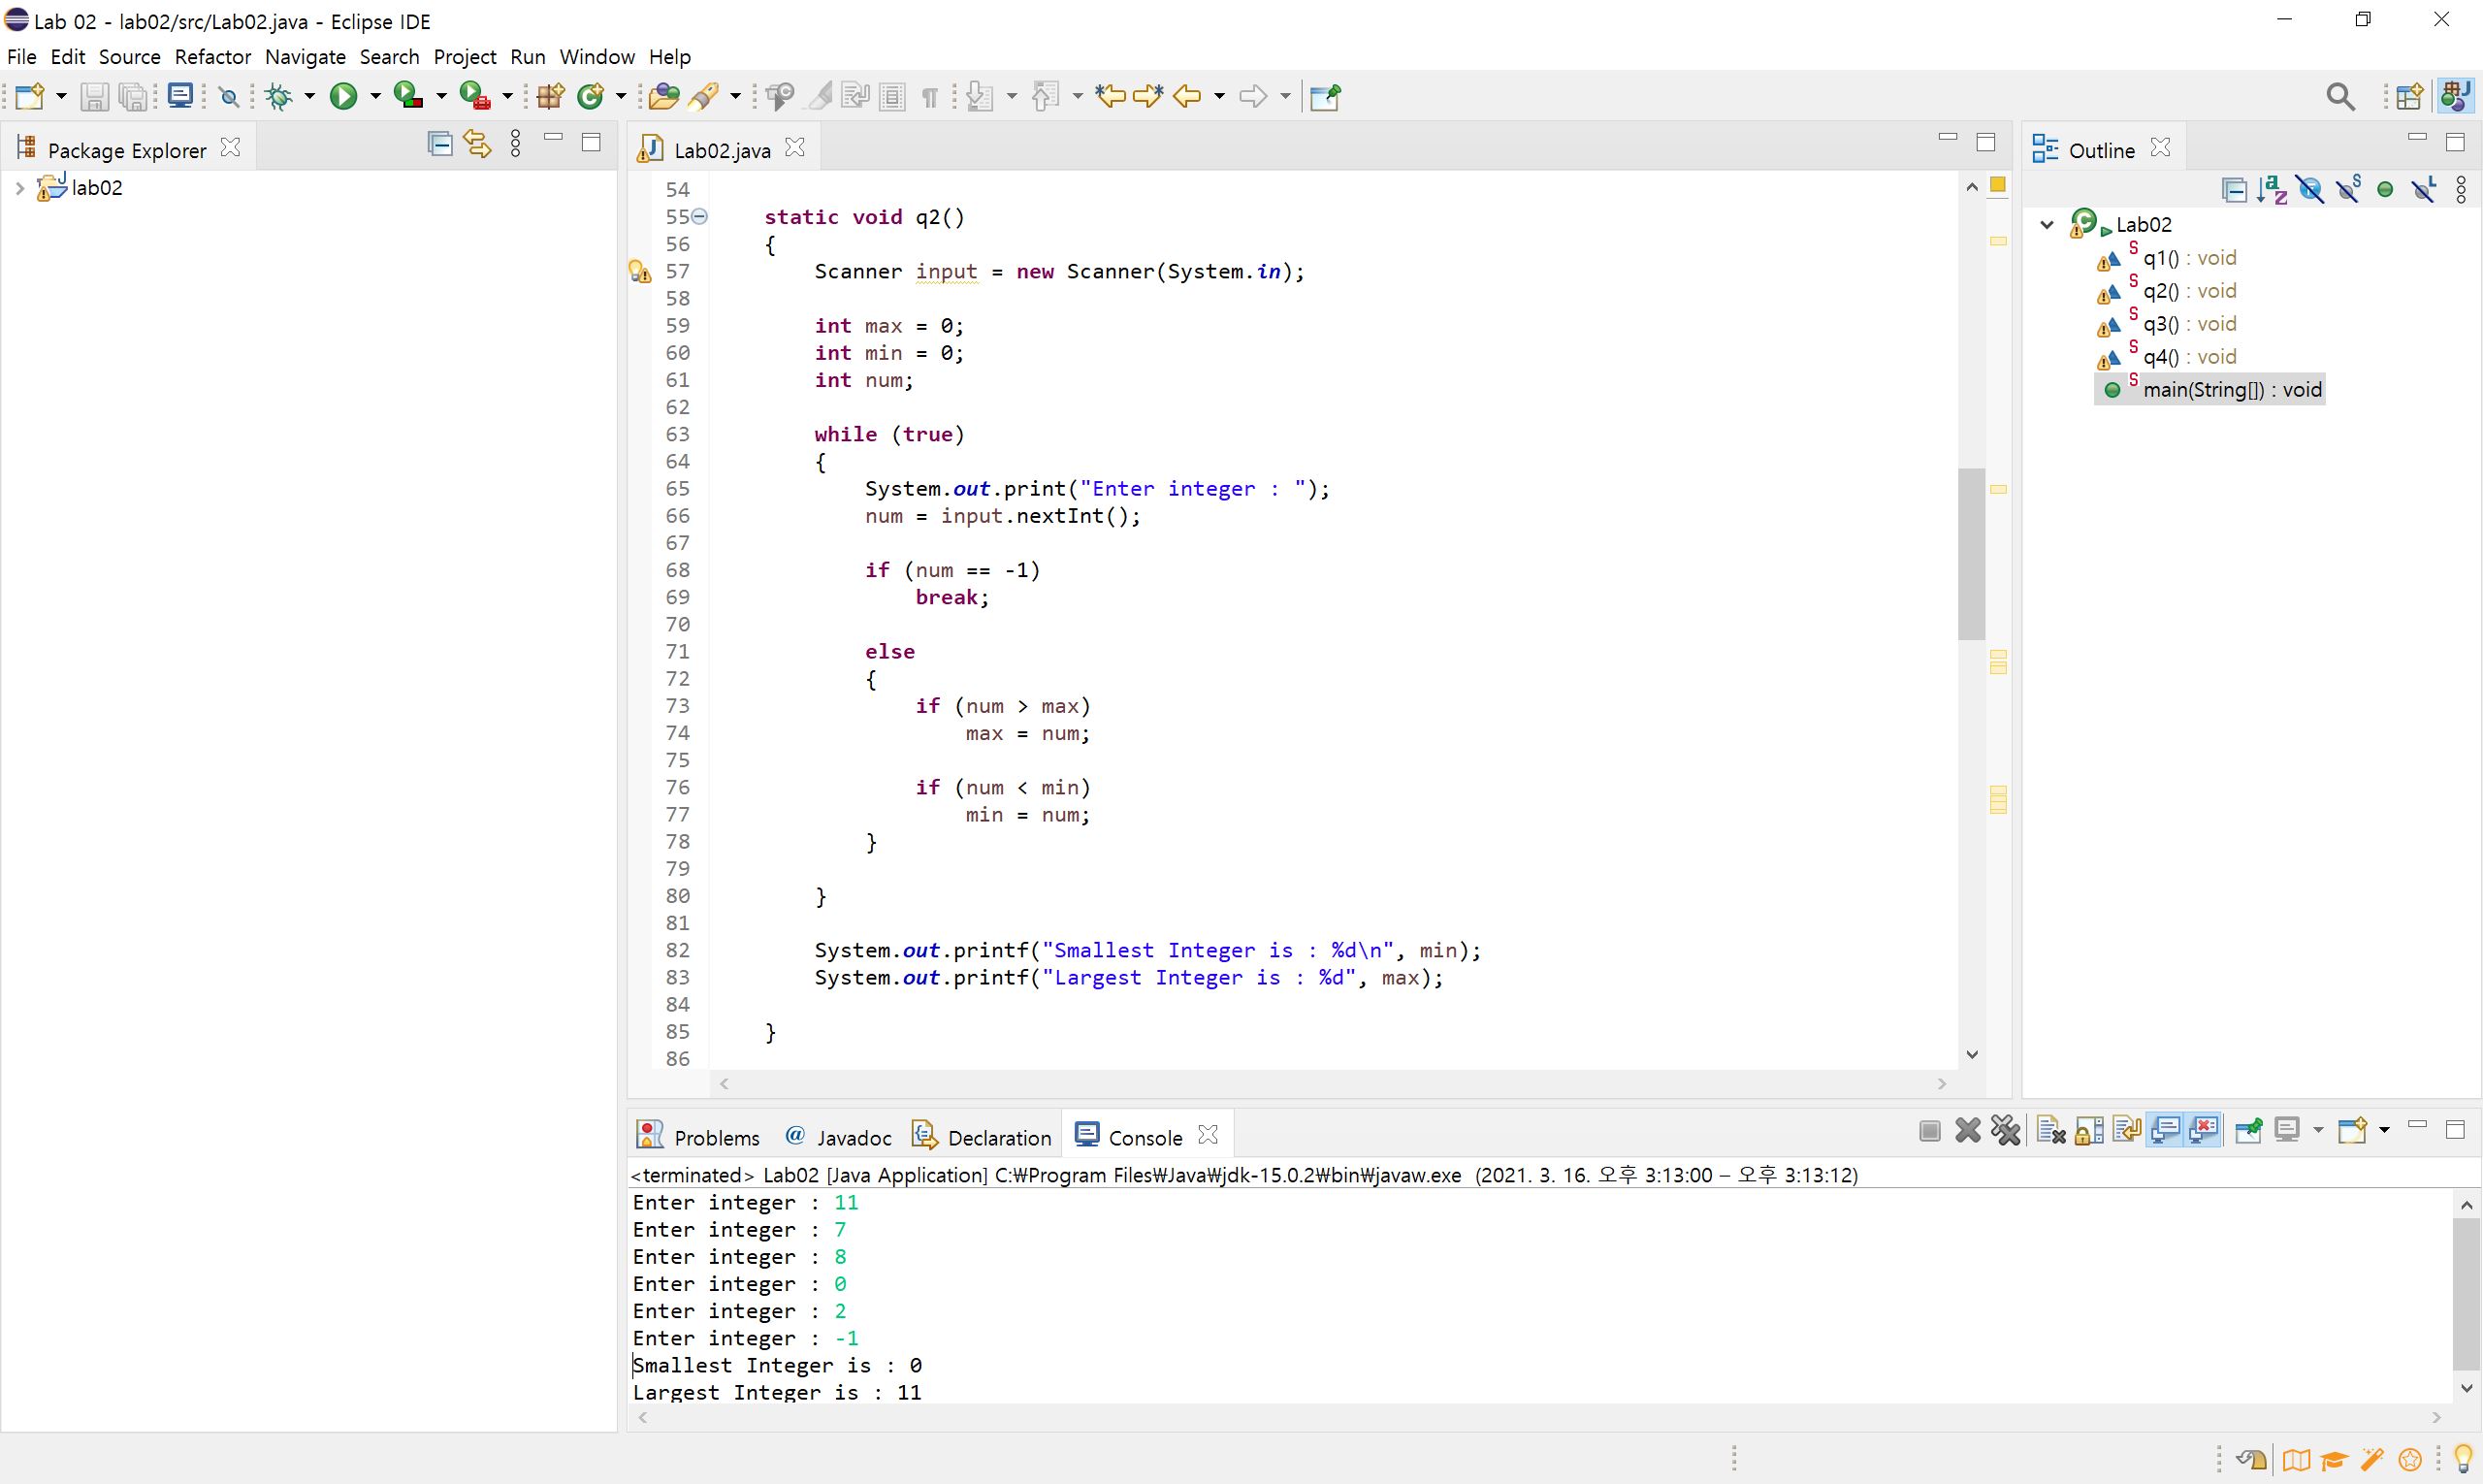 Lab 02 - lab02/src/Lab02.java - Eclipse IDE
File Edit Source Refactor Navigate Search Project Run Window Help
Package Explorer
lab02
Lab02.java
54
55 static void q2()
56 {
57 Scanner input = new Scanner(System.in);
58
59 int max = 0;
60 int min = 0;
61 int num;
62
63 while (true)
64 {
65 System.out.print("Enter integer : ");
66 num = input.nextInt();
67
68 if (num == -1)
69 break;
70
71 else
72 {
73 if (num > max)
74 max = num;
75
76 if (num < min)
77 min = num;
78 }
79
80 }
81
82 System.out.printf("Smallest Integer is : %d\n", min);
83 System.out.printf("Largest Integer is : %d", max);
84
85 }
86
Outline
Lab02
q1() : void
q2() : void
q3() : void
q4() : void
main(String[]) : void
Problems @ Javadoc Declaration Console
<terminated> Lab02 [Java Application] C:₩Program Files₩Java₩jdk-15.0.2₩bin₩javaw.exe (2021. 3. 16. 오후 3:13:00 – 오후 3:13:12)
Enter integer : 11
Enter integer : 7
Enter integer : 8
Enter integer : 0
Enter integer : 2
Enter integer : -1
Smallest Integer is : 0
Largest Integer is : 11